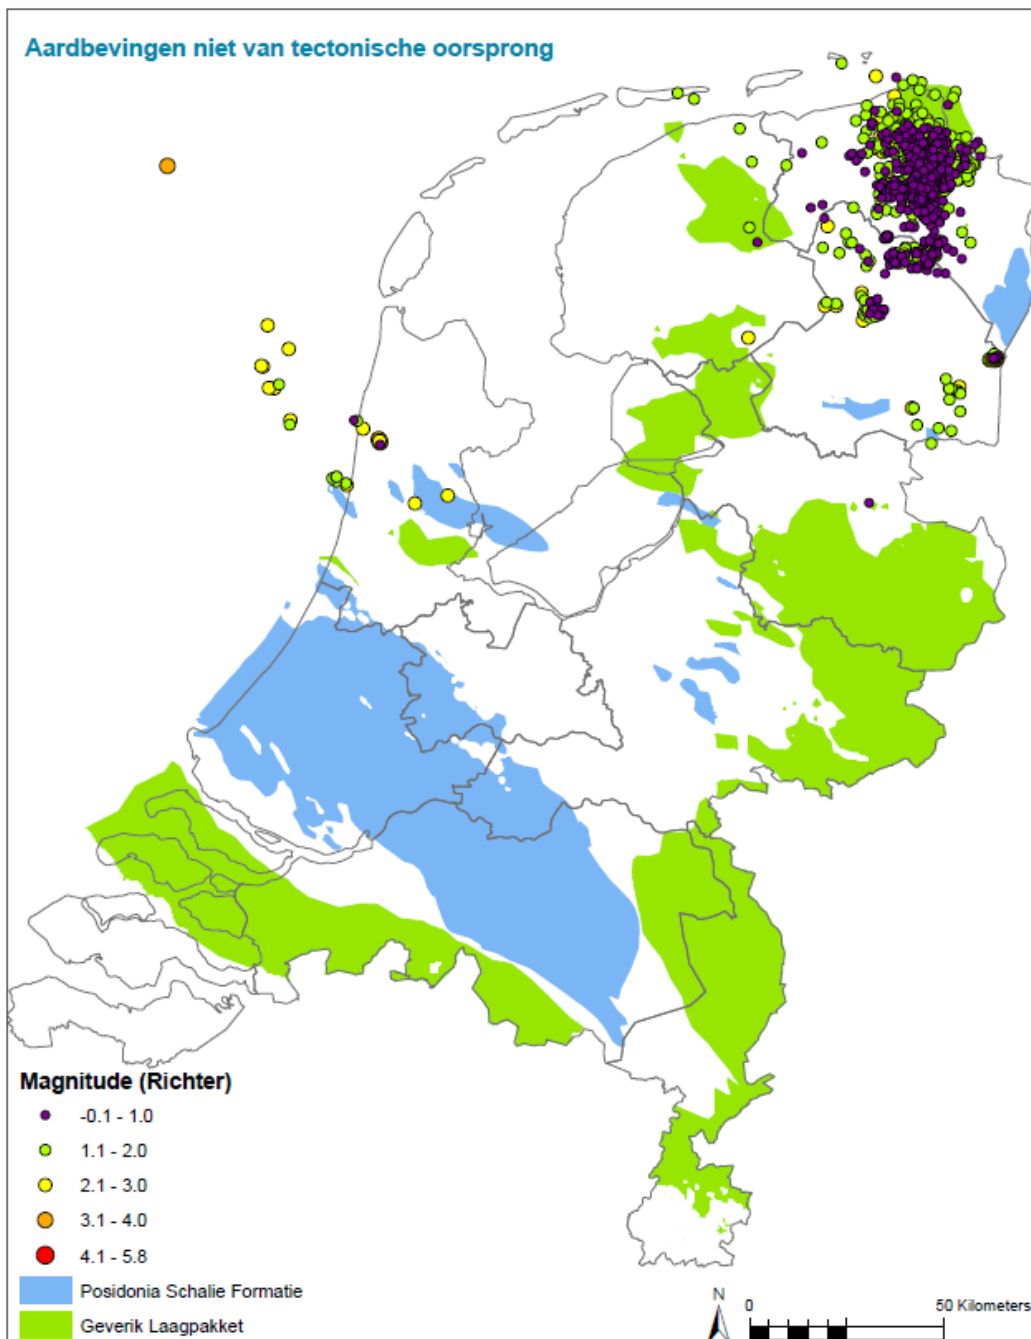 Aardbevingen niet van tectonische oorsprong
Magnitude (Richter)
-0.1 - 1.0
1.1 - 2.0
2.1 - 3.0
3.1 - 4.0
4.1 - 5.8
Posidonia Schalie Formatie
Geverik Laagpakket
N
0 50 Kilometers